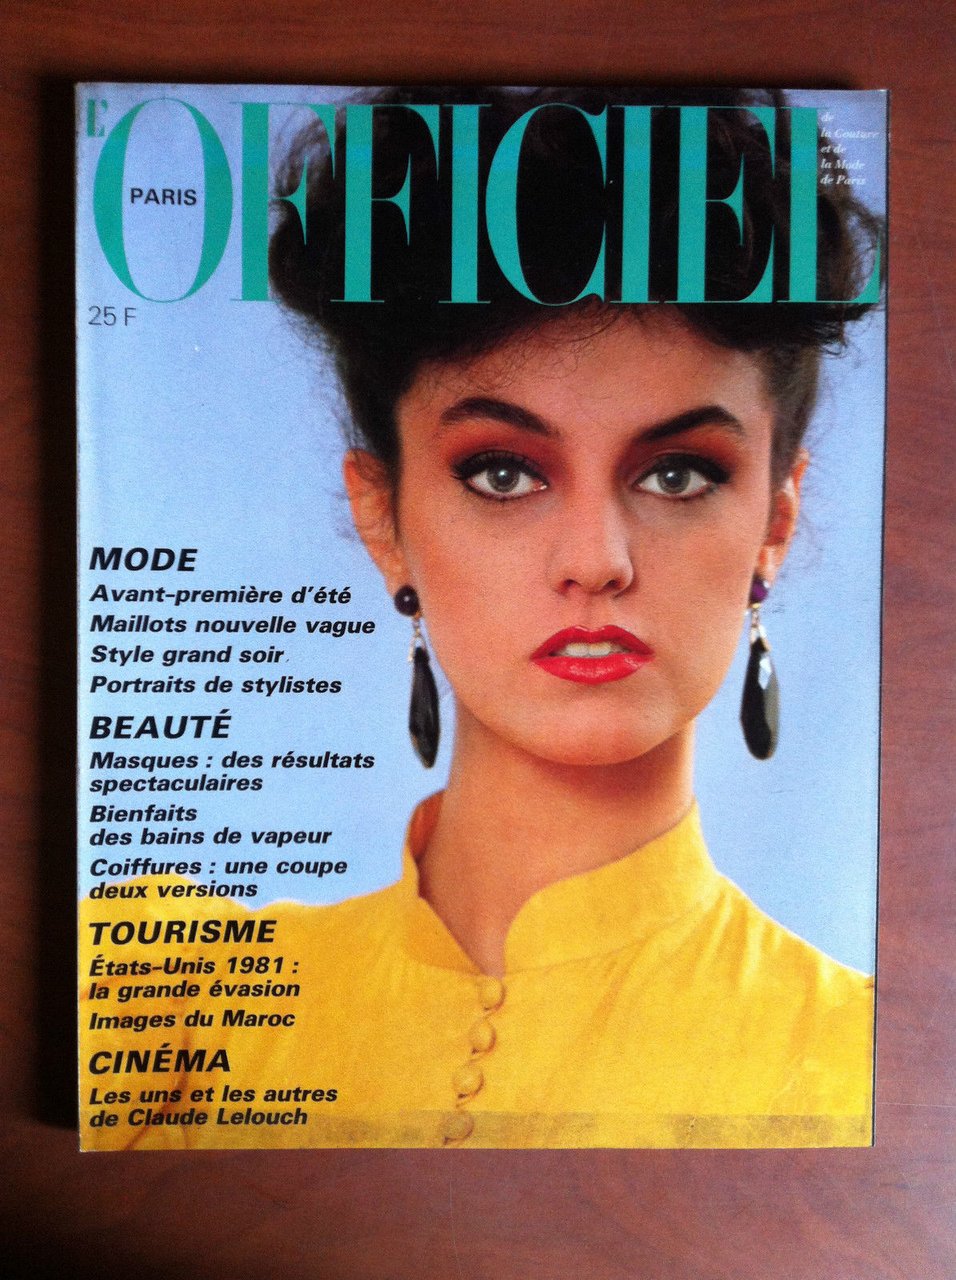 L'OFFICIEL
PARIS
de
la Couture
et de
la Mode
de Paris
25 F
MODE
Avant-première d'été
Maillots nouvelle vague
Style grand soir
Portraits de stylistes
BEAUTÉ
Masques : des résultats
spectaculaires
Bienfaits
des bains de vapeur
Coiffures : une coupe
deux versions
TOURISME
États-Unis 1981 :
la grande évasion
Images du Maroc
CINÉMA
Les uns et les autres
de Claude Lelouch